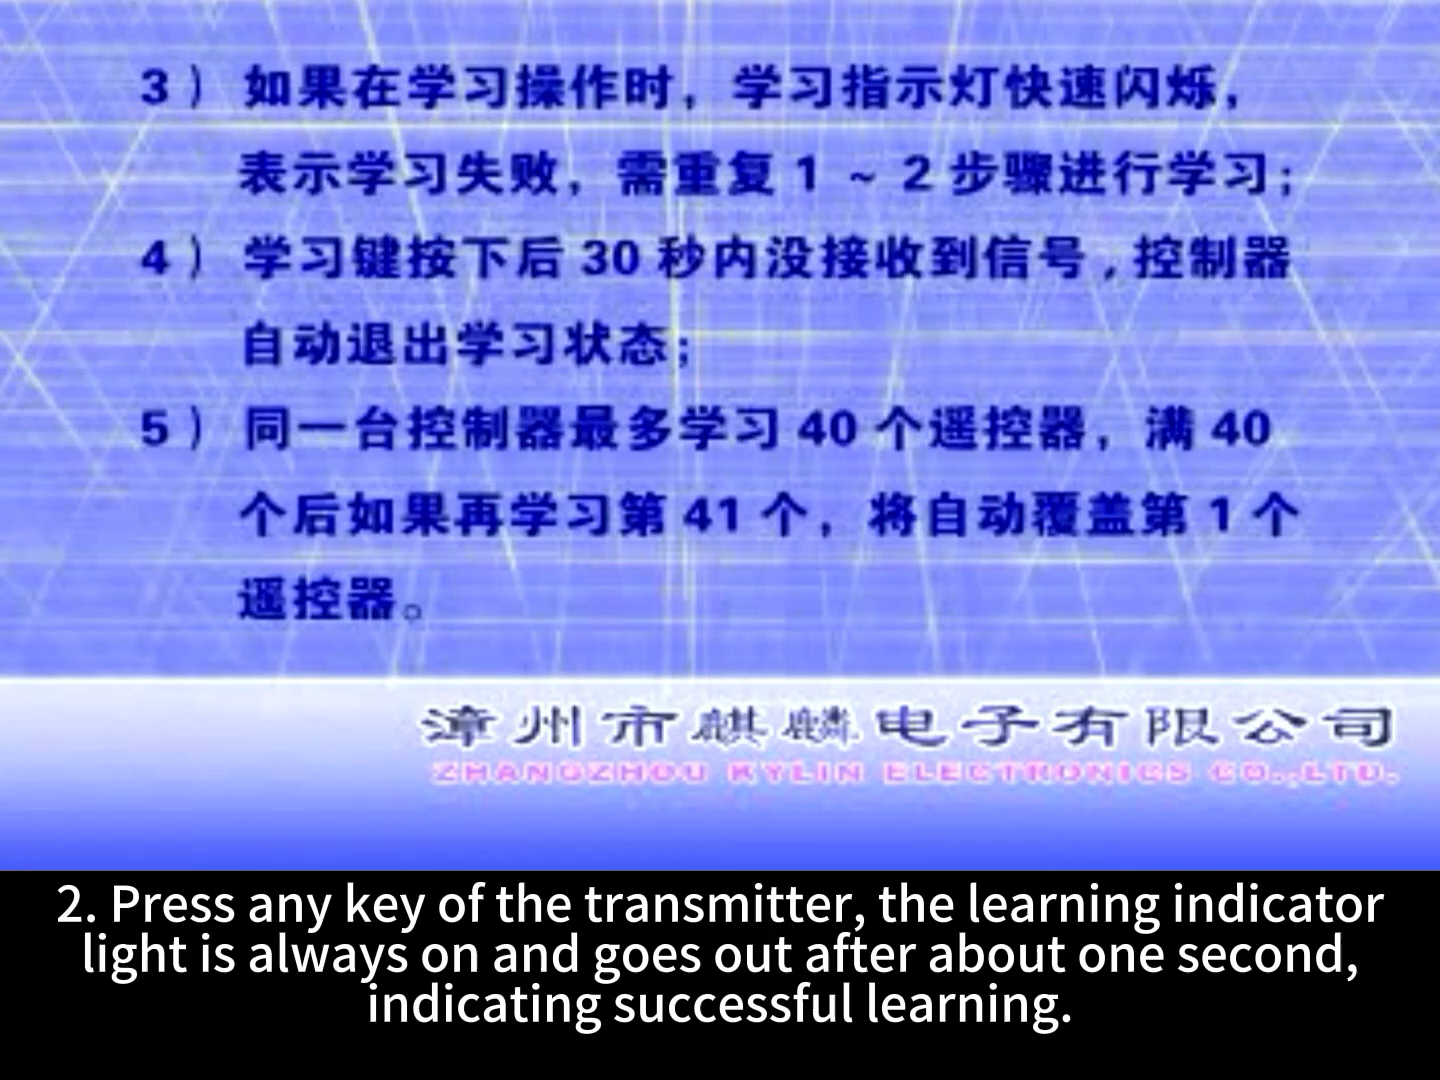 3） 如果在学习操作时，学习指示灯快速闪烁，
表示学习失败，需重复 1 ~ 2 步骤进行学习；
4） 学习键按下后 30 秒内没接收到信号，控制器
自动退出学习状态；
5） 同一台控制器最多学习 40 个遥控器，满 40
个后如果再学习第 41 个，将自动覆盖第 1 个
遥控器。
漳州市麒麟电子有限公司
ZHANGZHOU KYLIN ELECTRONICS CO.,LTD.
2. Press any key of the transmitter, the learning indicator
light is always on and goes out after about one second,
indicating successful learning.